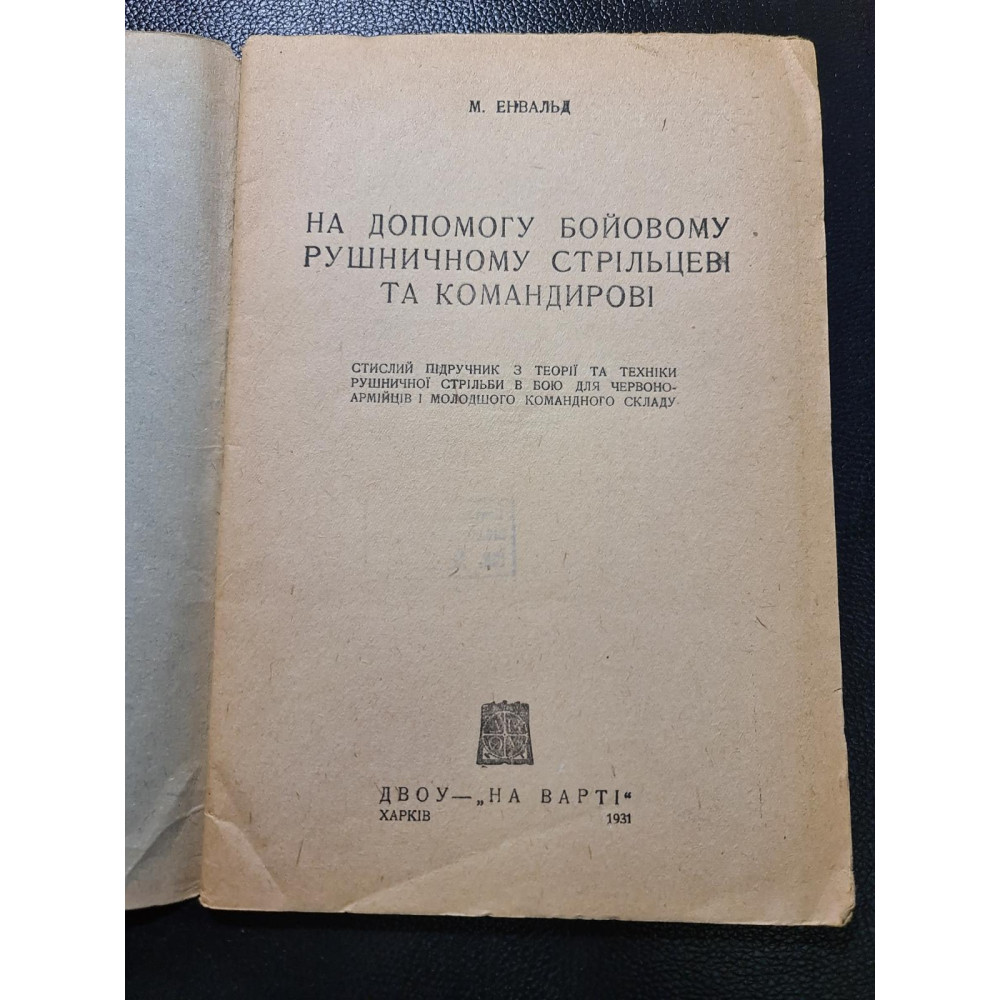 М. ЕНВАЛЬД
НА ДОПОМОГУ БОЙОВОМУ
РУШНИЧНОМУ СТРІЛЬЦЕВІ
ТА КОМАНДИРОВІ
СТИСЛИЙ ПІДРУЧНИК З ТЕОРІЇ ТА ТЕХНІКИ
РУШНИЧНОЇ СТРІЛЬБИ В БОЮ ДЛЯ ЧЕРВОНО-
АРМІЙЦІВ І МОЛОДШОГО КОМАНДНОГО СКЛАДУ
ДВОУ — „НА ВАРТІ“
ХАРКІВ 1931